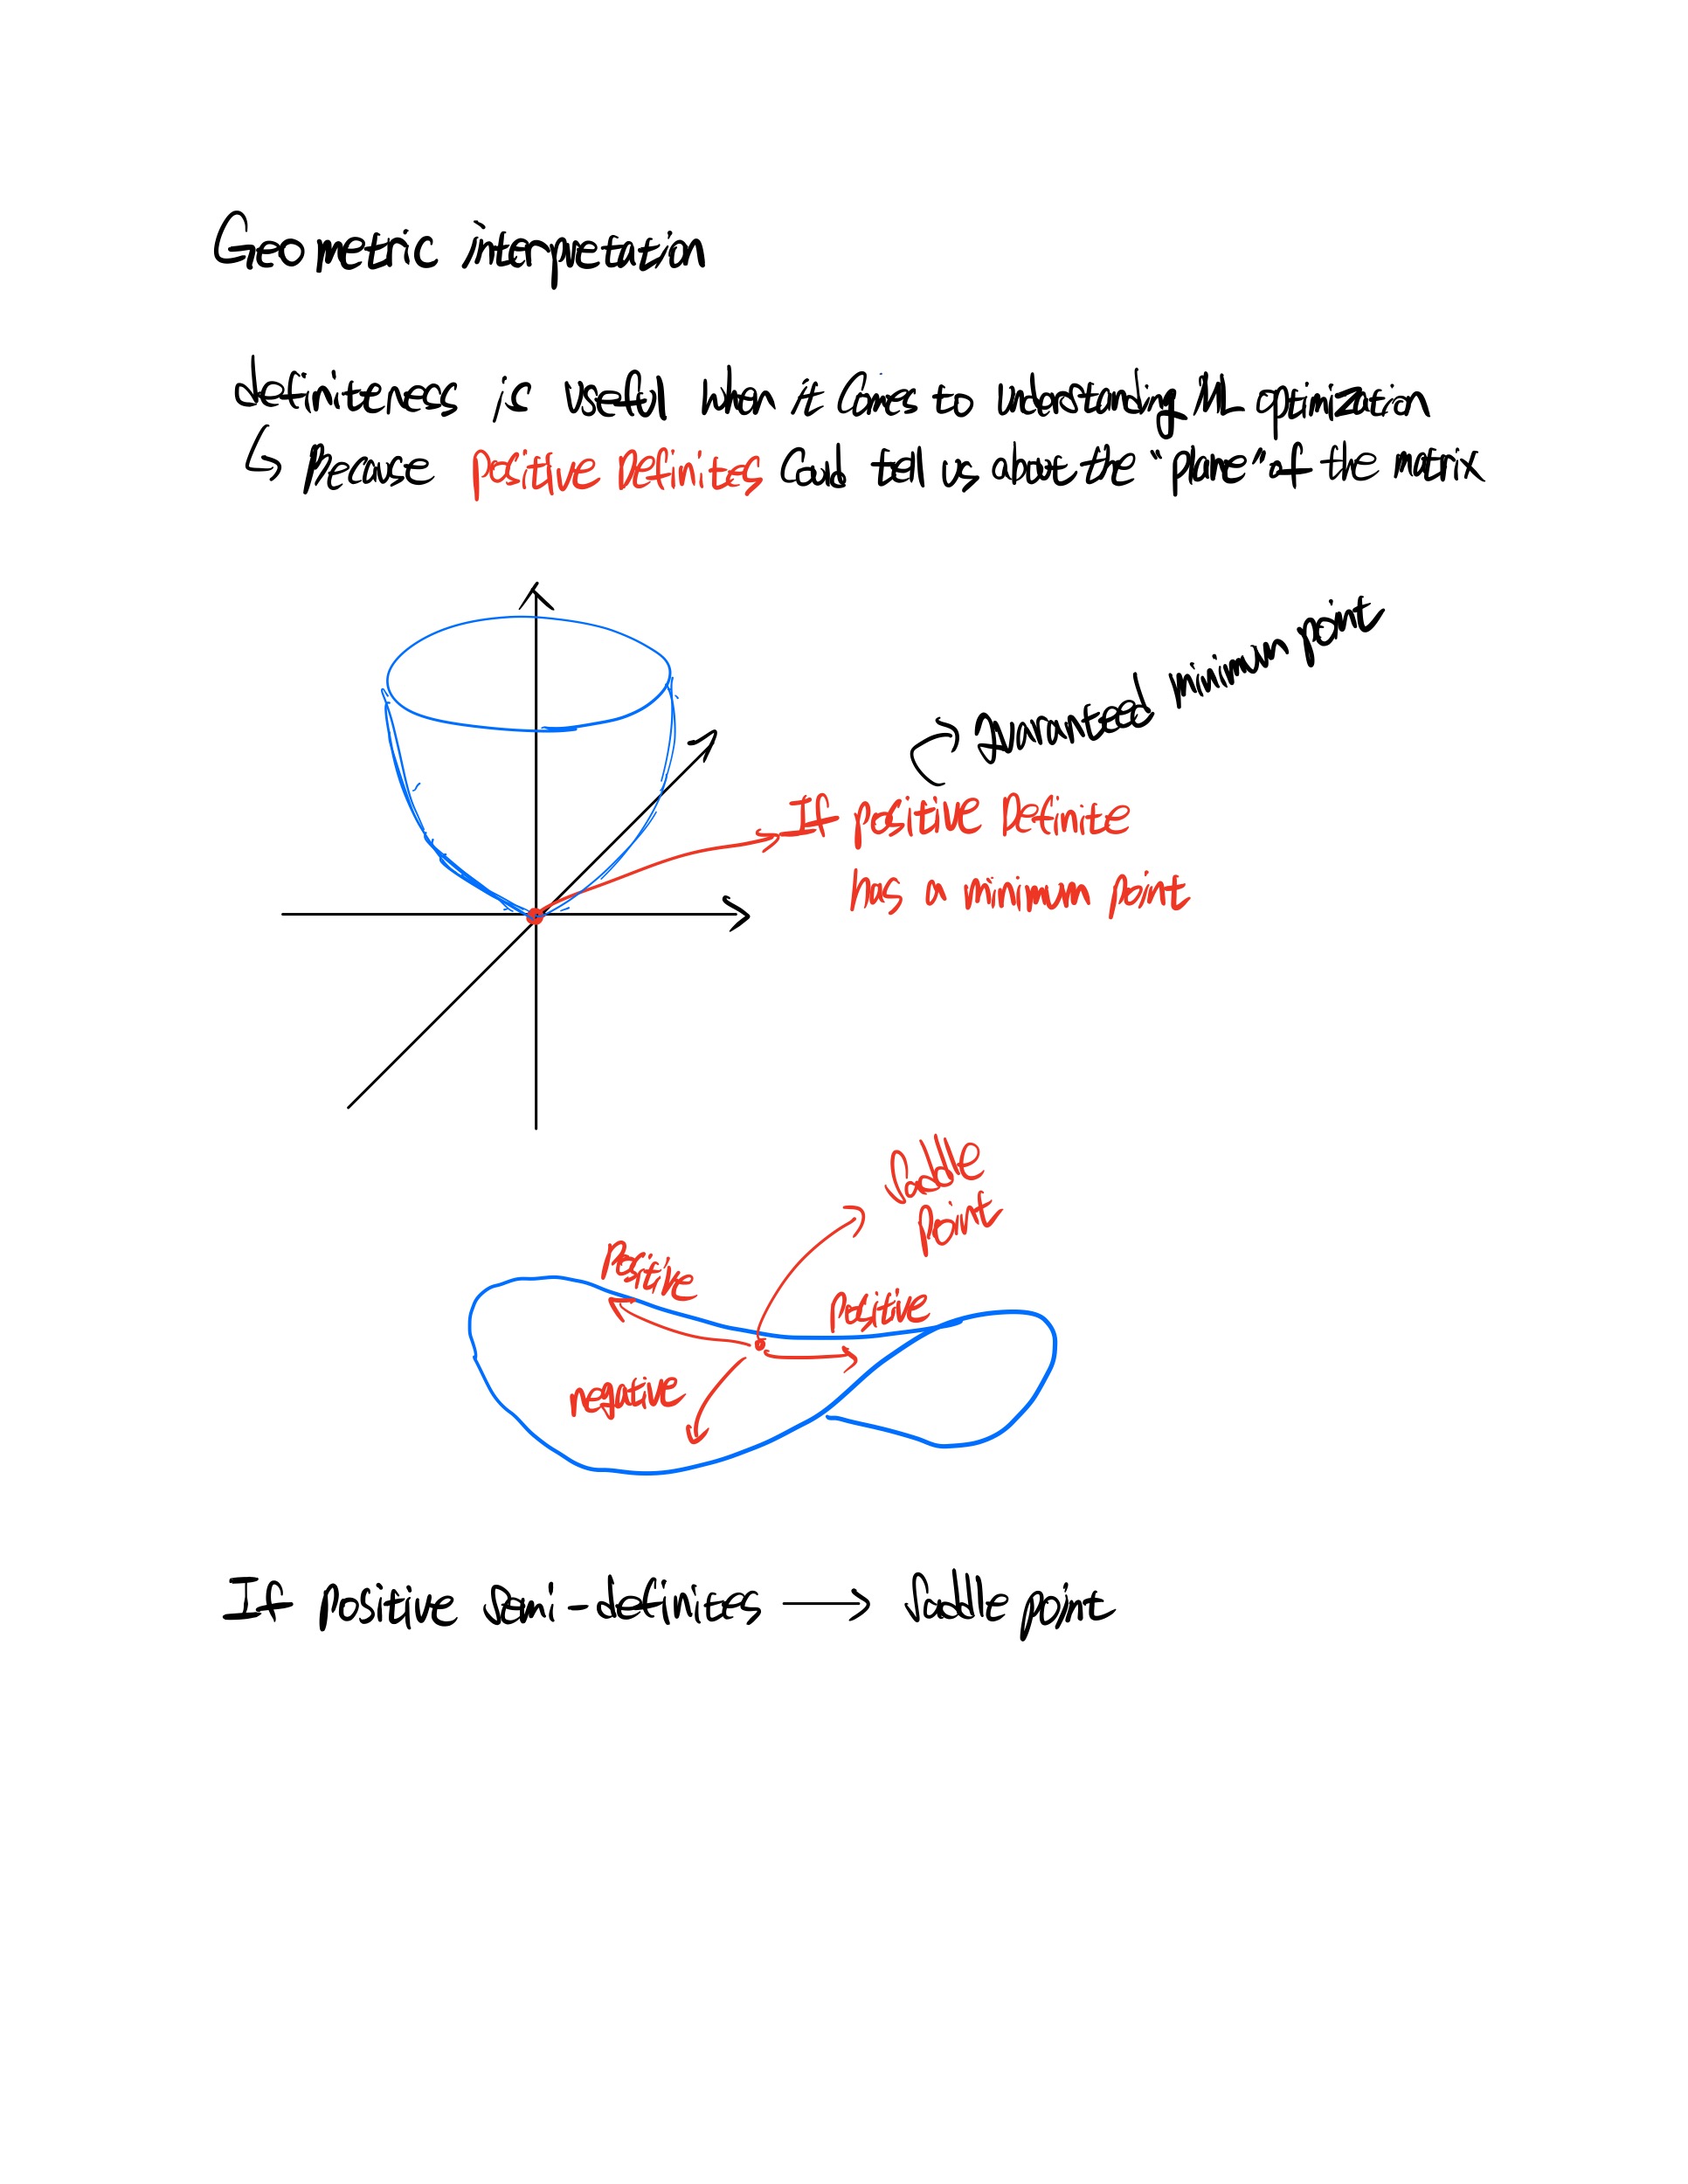 Geometric interpretation
definiteness is useful when it comes to understanding ML optimization
↳ Because positive Definites could tell us about the "plane" of the matrix
Guaranteed minimum point
If positive Definite
has a minimum point
Saddle
point
Positive
Positive
negative
If positive semi-definites → Saddle point